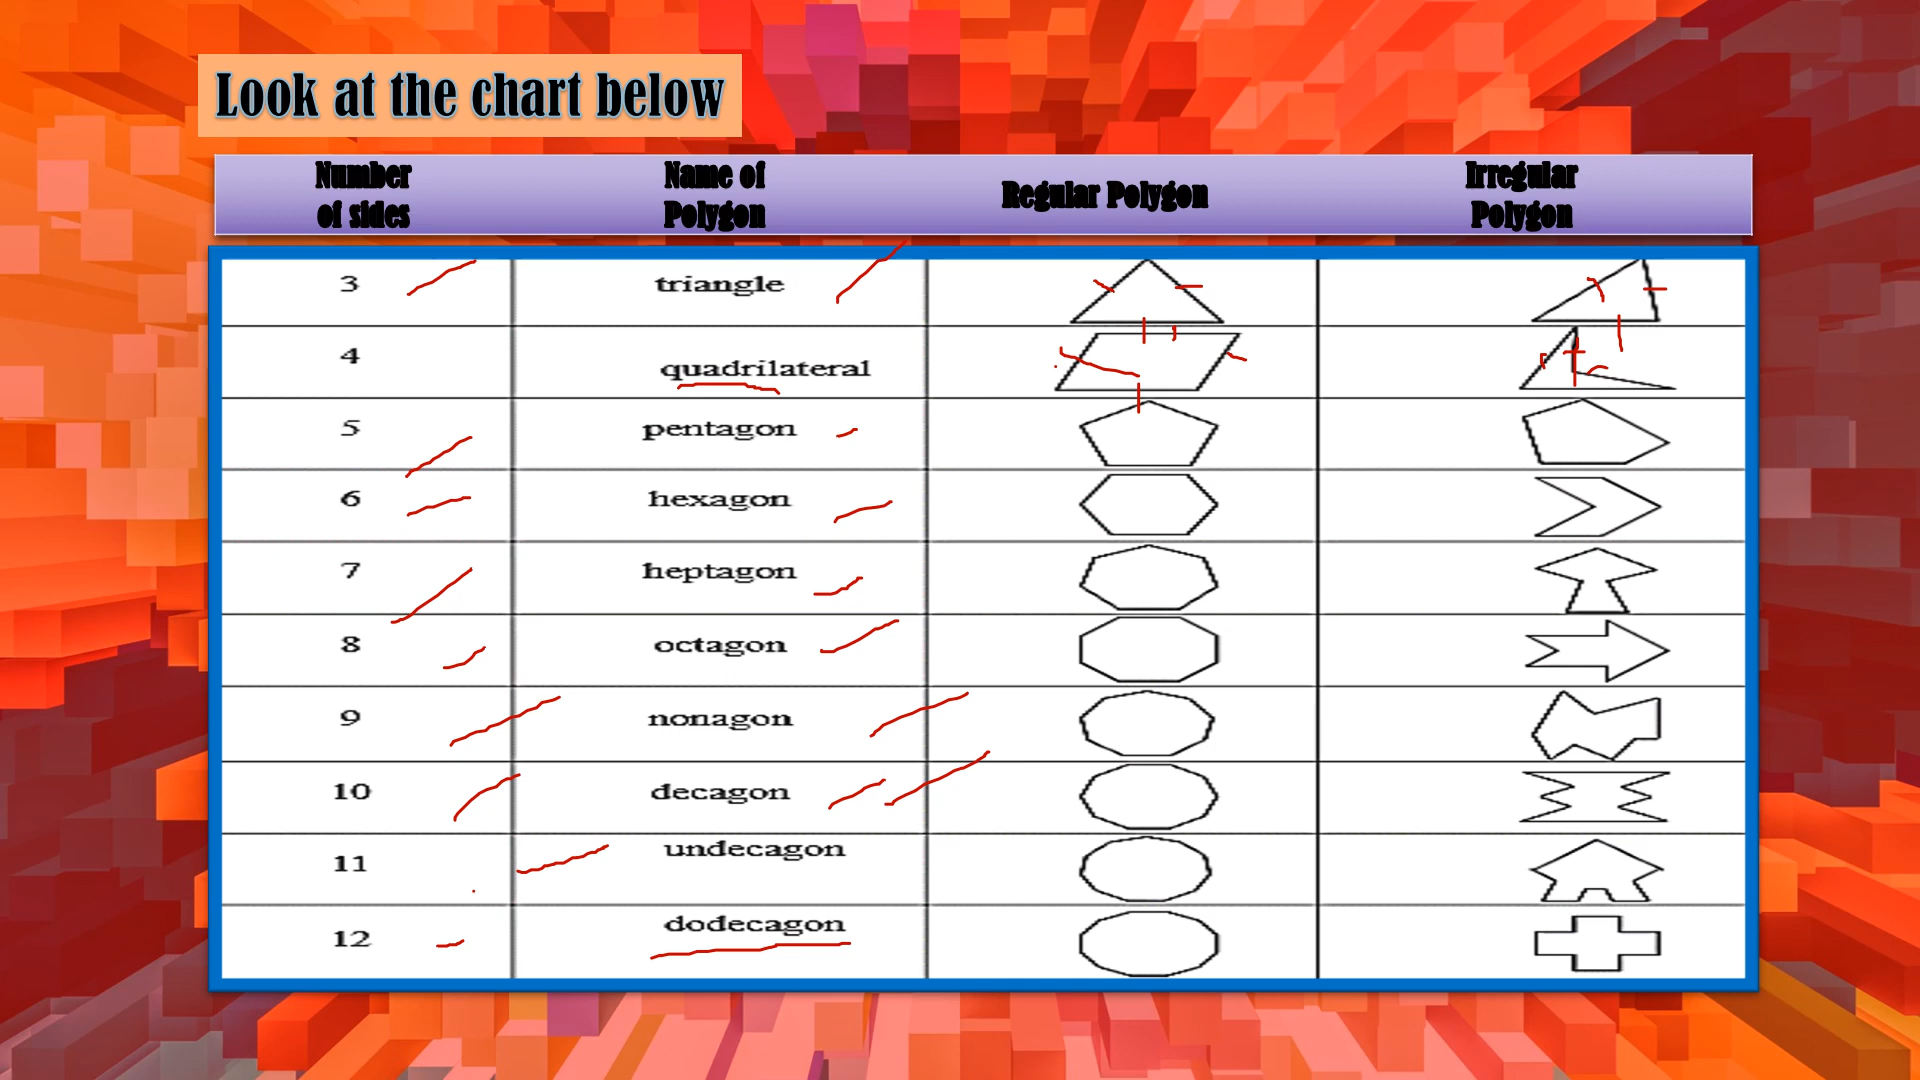 Look at the chart below
Number of sides Name of Polygon Regular Polygon Irregular Polygon
3 triangle
4 quadrilateral
5 pentagon
6 hexagon
7 heptagon
8 octagon
9 nonagon
10 decagon
11 undecagon
12 dodecagon